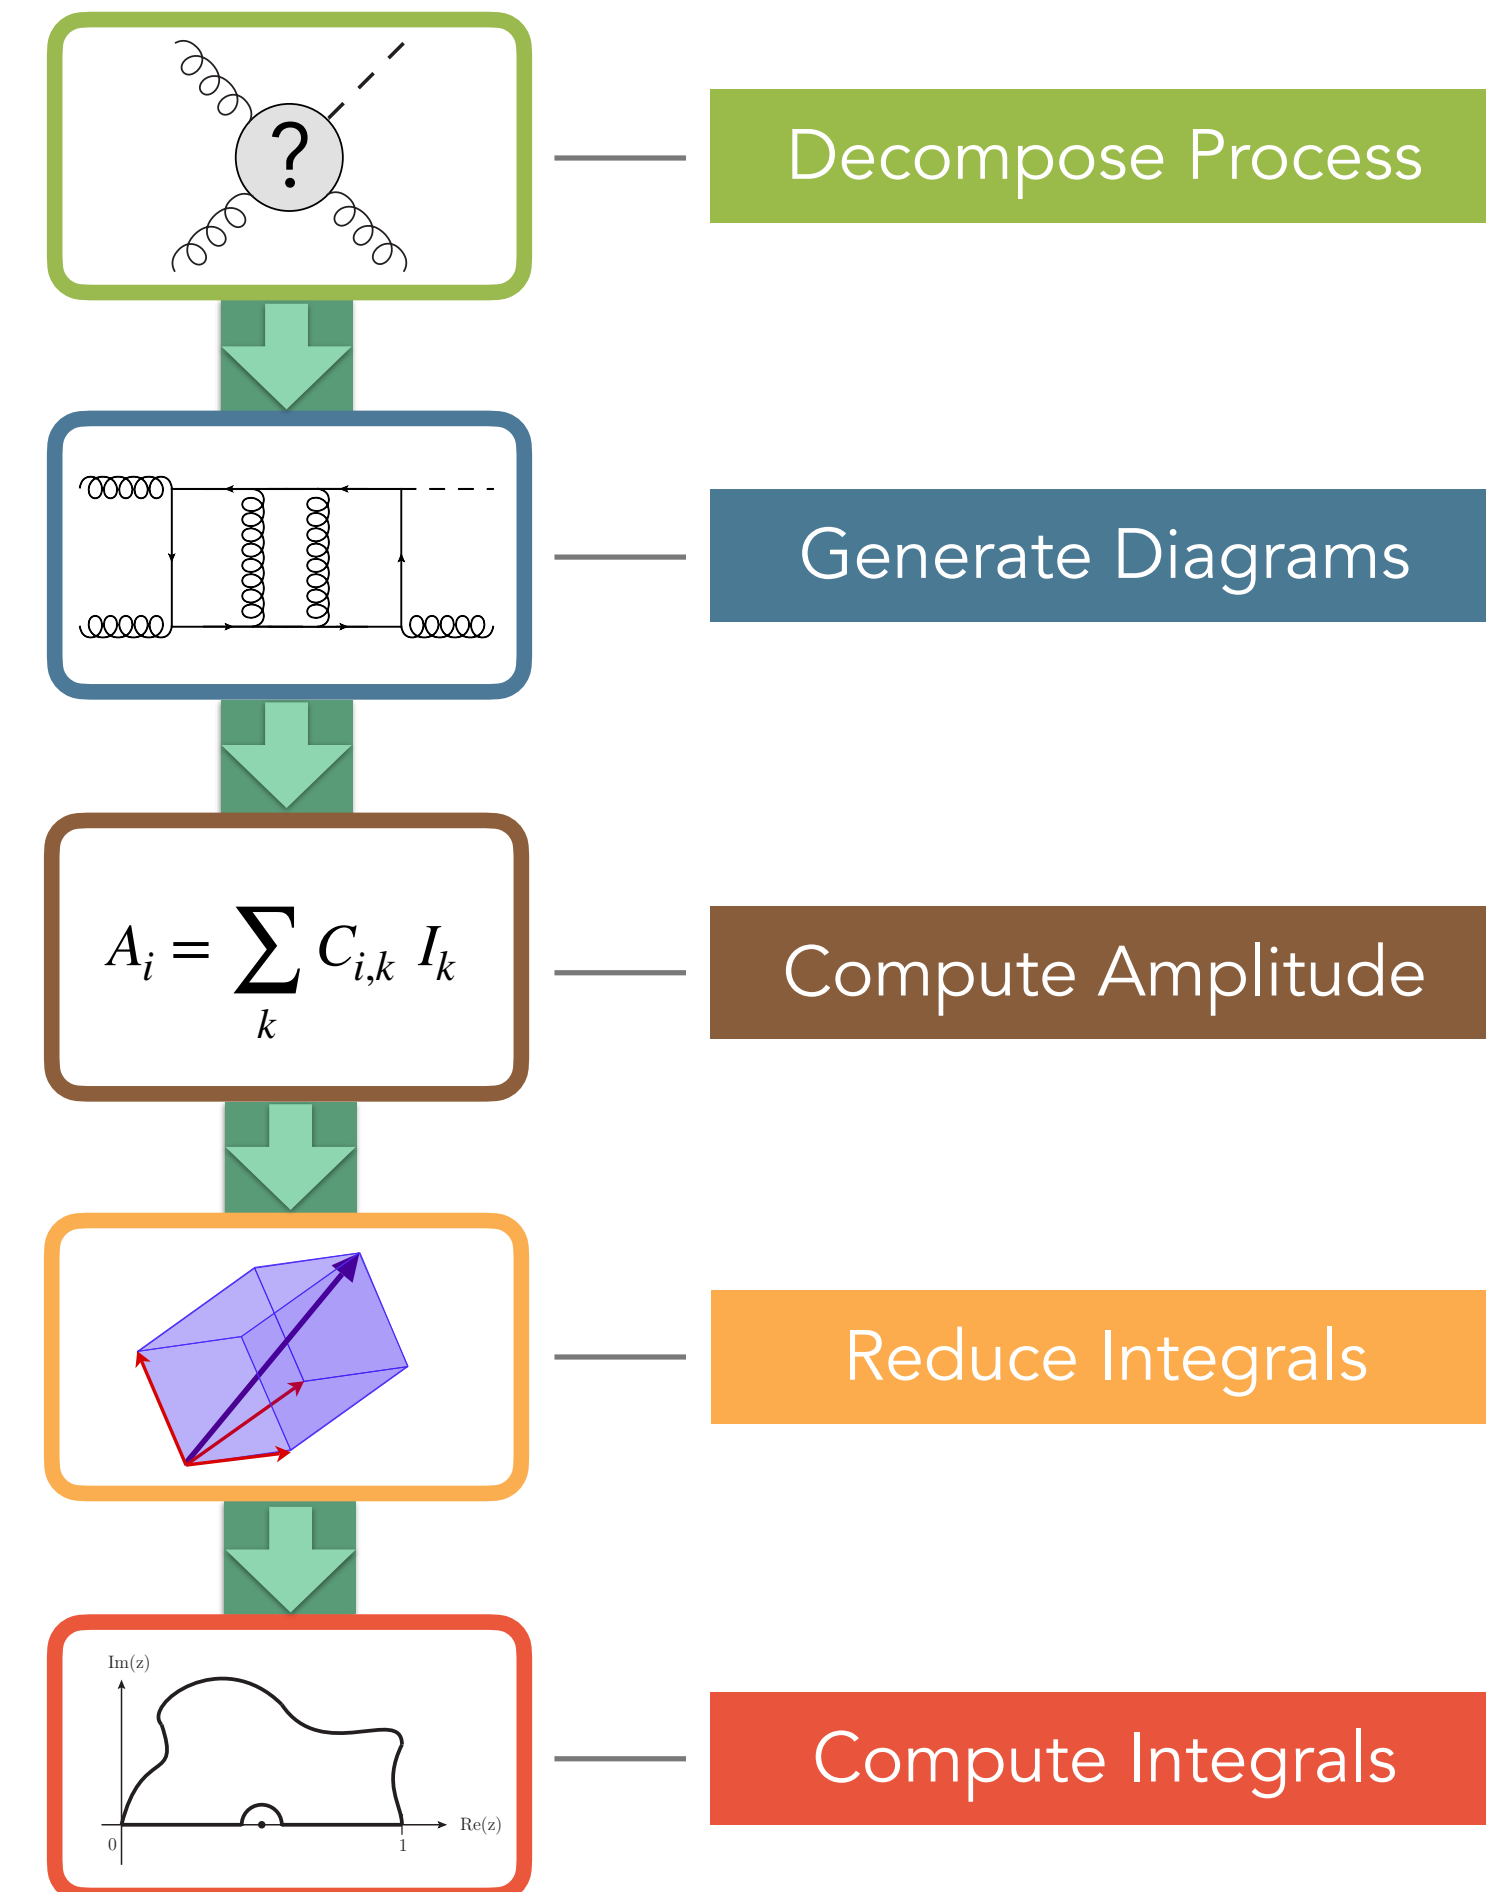 ?
Decompose Process
Generate Diagrams
A_i = ∑_k C_{i,k} I_k
Compute Amplitude
Reduce Integrals
Im(z)
Re(z)
0
1
Compute Integrals